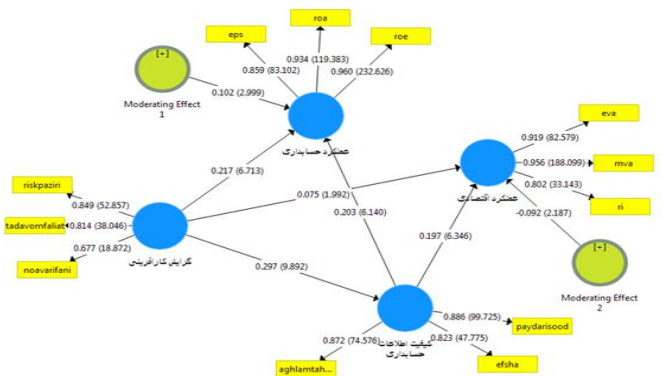 roa
eps
roe
[+]
0.934 (119.383)
0.859 (83.102)
0.960 (232.626)
Moderating Effect
1
0.102 (2.999)
عملکرد حسابداری
eva
0.919 (82.579)
0.956 (188.099)
mva
0.802 (33.143)
ri
0.217 (6.713)
0.075 (1.992)
عملکرد اقتصادی
riskpaziri
0.849 (52.857)
tadavomfaliat
0.814 (38.046)
0.203 (6.140)
-0.092 (2.187)
noavarifani
0.677 (18.872)
0.197 (6.346)
گرایش کارآفرینی
[+]
0.297 (9.892)
Moderating Effect
2
0.886 (99.725)
paydarisood
کیفیت اطلاعات
حسابداری
0.872 (74.576)
0.823 (47.775)
efsha
aghlamtah...